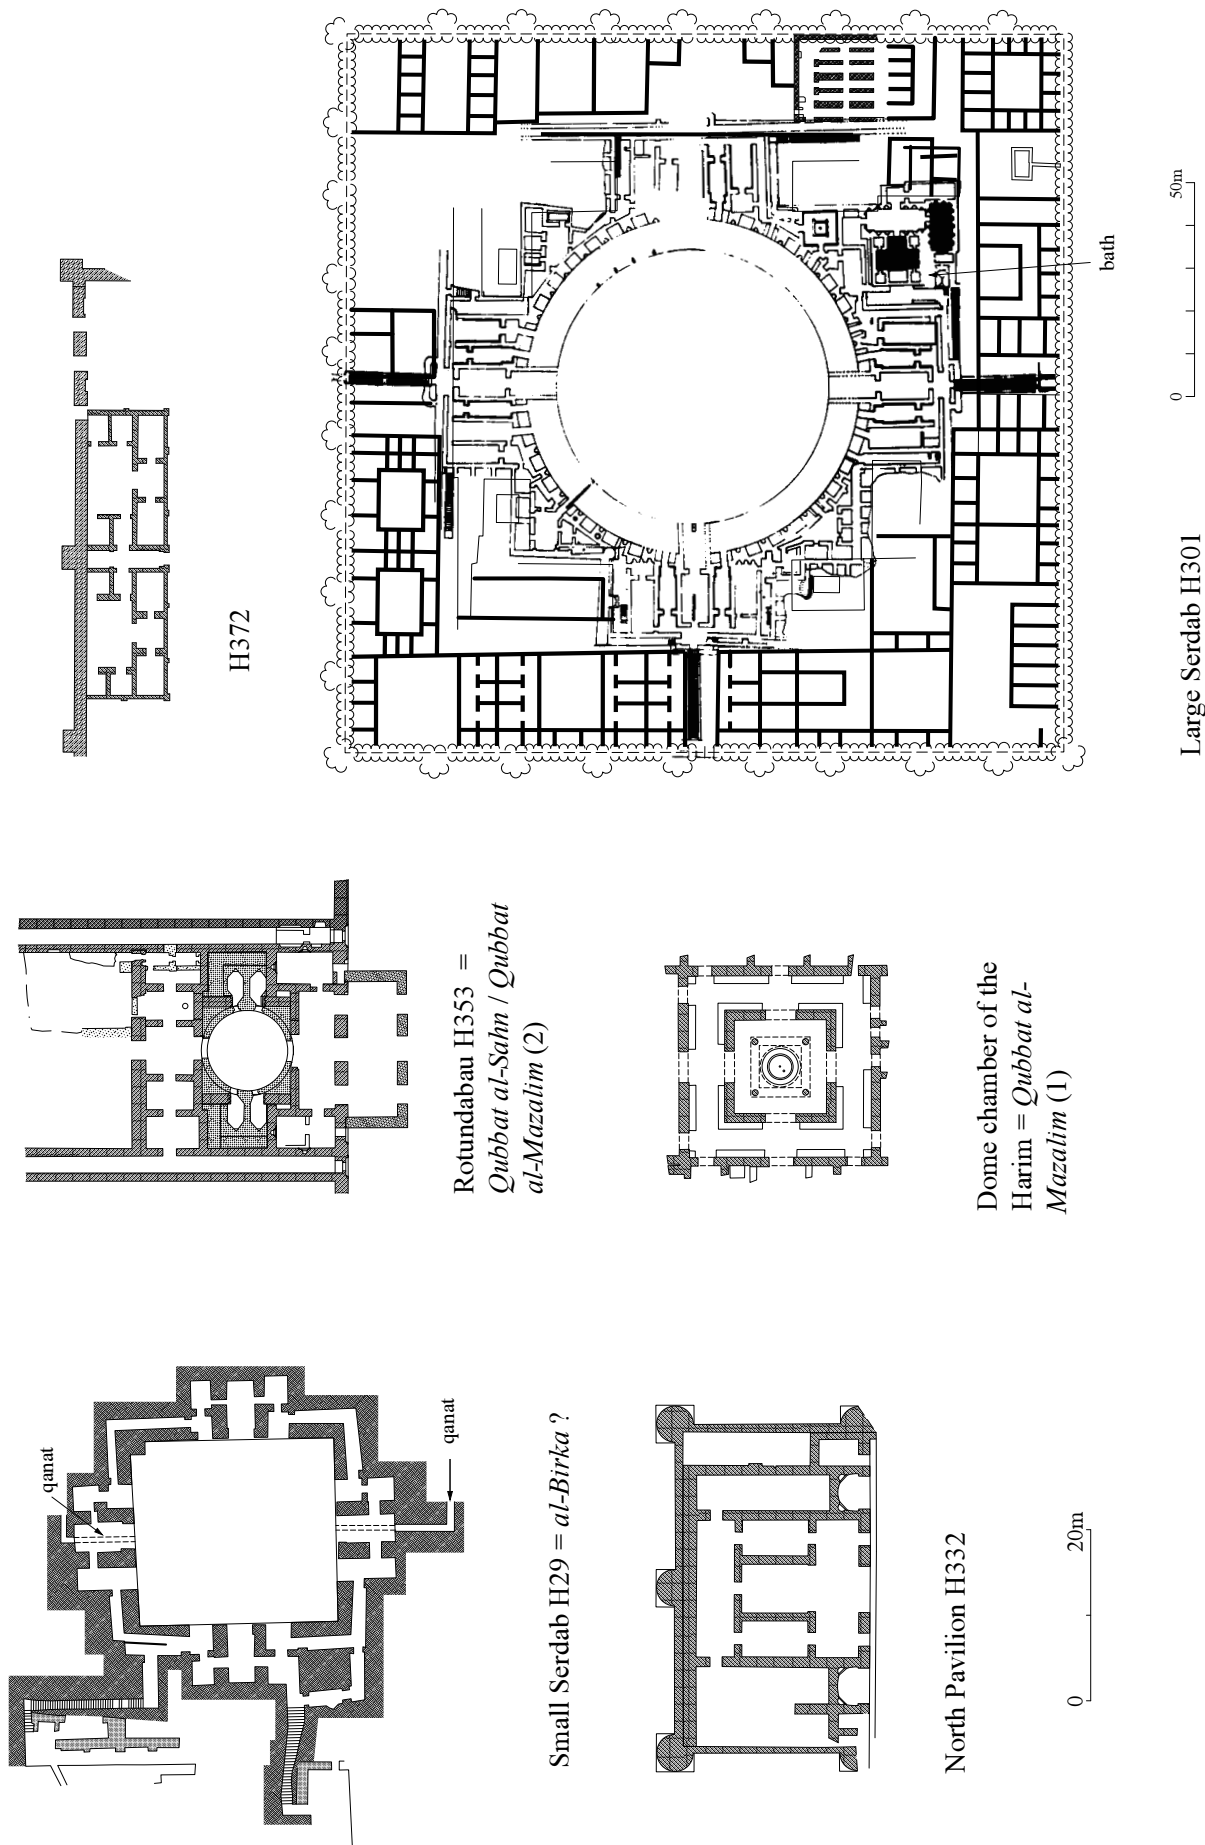 qanat
qanat
Small Serdab H29 = al-Birka ?
Rotundabau H353 =
Qubbat al-Sahn / Qubbat
al-Mazalim (2)
H372
North Pavilion H332
0
20m
Dome chamber of the
Harim = Qubbat al-
Mazalim (1)
bath
0
50m
Large Serdab H301